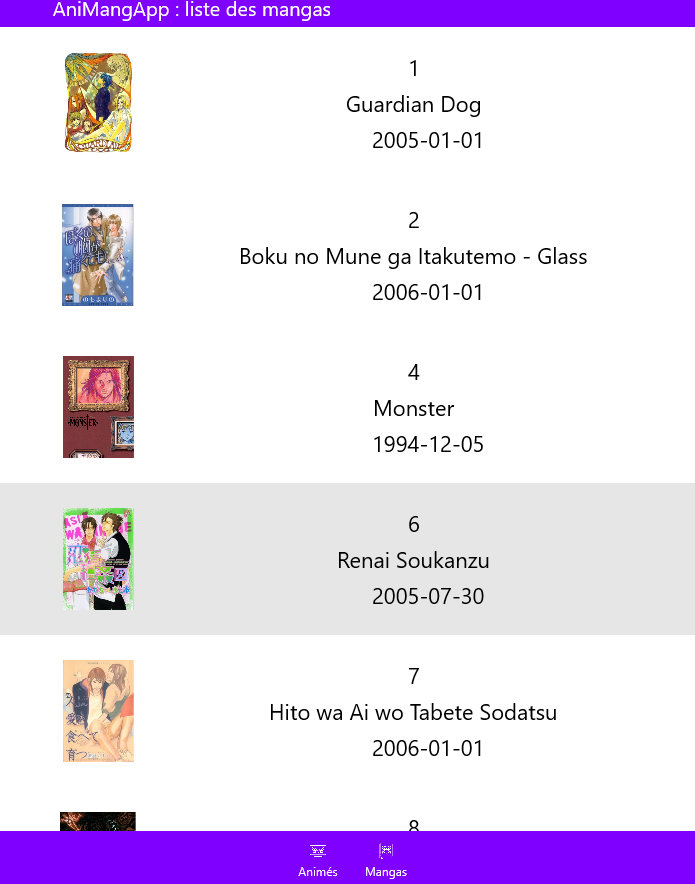 AniMangApp : liste des mangas
1
Guardian Dog
2005-01-01
2
Boku no Mune ga Itakutemo - Glass
2006-01-01
4
Monster
1994-12-05
MONSTER
6
Renai Soukanzu
2005-07-30
7
Hito wa Ai wo Tabete Sodatsu
2006-01-01
8
Animés
Mangas